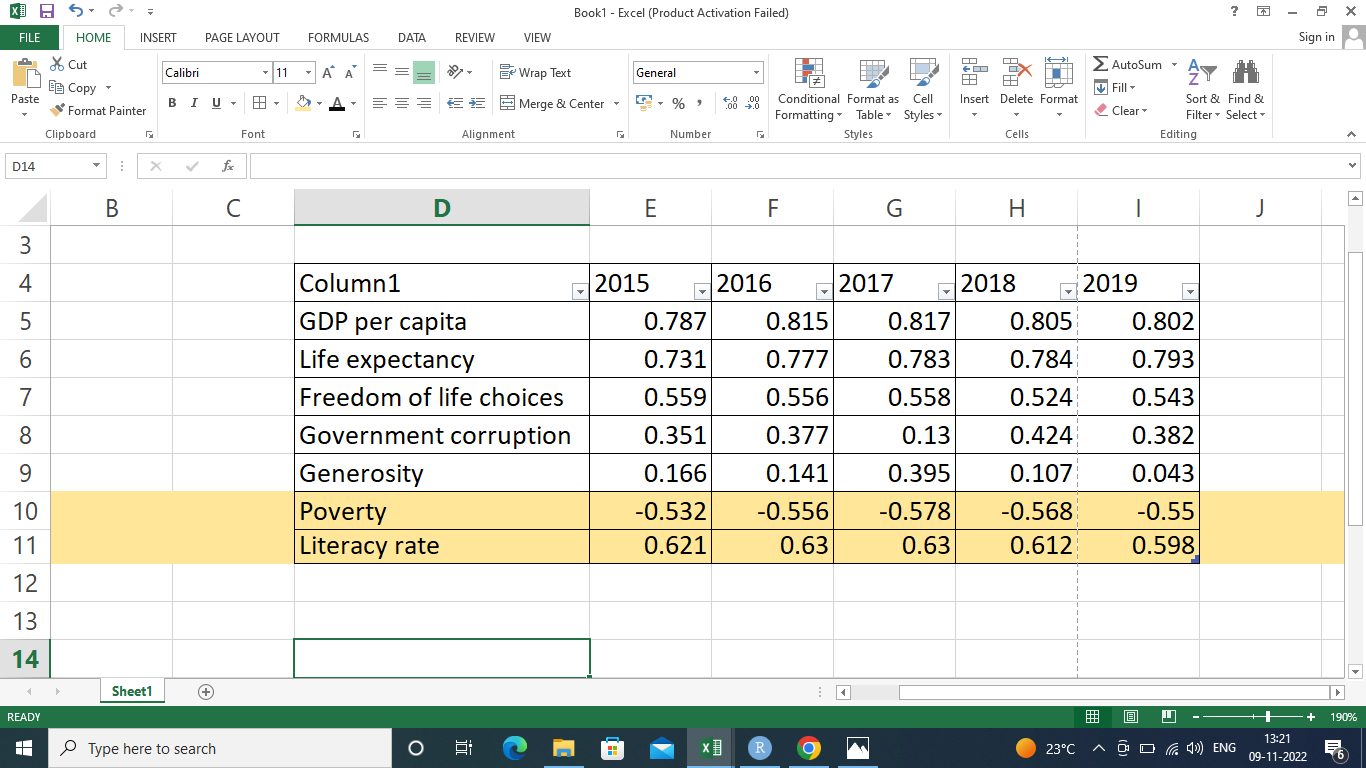 Book1 - Excel (Product Activation Failed)
FILE HOME INSERT PAGE LAYOUT FORMULAS DATA REVIEW VIEW Sign in
Paste Cut Copy Format Painter Clipboard
Calibri 11 B I U A A A Font
Wrap Text Merge & Center Alignment
General % , Number
Conditional Formatting Format as Table Cell Styles Styles
Insert Delete Format Cells
AutoSum Fill Clear Sort & Filter Find & Select Editing
D14 fx
B C D E F G H I J
3
4 Column1 2015 2016 2017 2018 2019
5 GDP per capita 0.787 0.815 0.817 0.805 0.802
6 Life expectancy 0.731 0.777 0.783 0.784 0.793
7 Freedom of life choices 0.559 0.556 0.558 0.524 0.543
8 Government corruption 0.351 0.377 0.13 0.424 0.382
9 Generosity 0.166 0.141 0.395 0.107 0.043
10 Poverty -0.532 -0.556 -0.578 -0.568 -0.55
11 Literacy rate 0.621 0.63 0.63 0.612 0.598
12
13
14
Sheet1
READY 190%
Type here to search 23°C ENG 13:21
09-11-2022 6